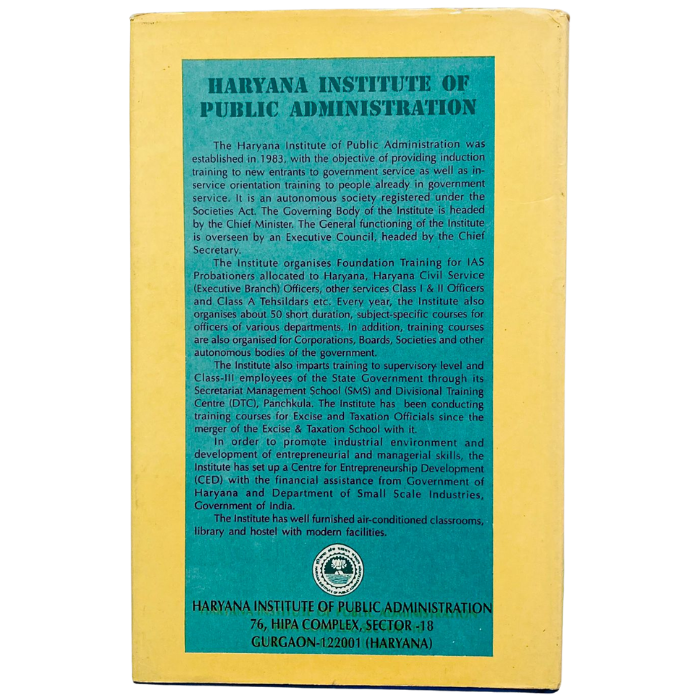 HARYANA INSTITUTE OF
PUBLIC ADMINISTRATION
The Haryana Institute of Public Administration was
established in 1983, with the objective of providing induction
training to new entrants to government service as well as in-
service orientation training to people already in government
service. It is an autonomous society registered under the
Societies Act. The Governing Body of the Institute is headed
by the Chief Minister. The General functioning of the Institute
is overseen by an Executive Council, headed by the Chief
Secretary.
The Institute organises Foundation Training for IAS
Probationers allocated to Haryana, Haryana Civil Service
(Executive Branch) Officers, other services Class I & II Officers
and Class A Tehsildars etc. Every year, the Institute also
organises about 50 short duration, subject-specific courses for
officers of various departments. In addition, training courses
are also organised for Corporations, Boards, Societies and other
autonomous bodies of the government.
The Institute also imparts training to supervisory level and
Class-III employees of the State Government through its
Secretariat Management School (SMS) and Divisional Training
Centre (DTC), Panchkula. The Institute has been conducting
training courses for Excise and Taxation Officials since the
merger of the Excise & Taxation School with it.
In order to promote industrial environment and
development of entrepreneurial and managerial skills, the
Institute has set up a Centre for Entrepreneurship Development
(CED) with the financial assistance from Government of
Haryana and Department of Small Scale Industries,
Government of India.
The Institute has well furnished air-conditioned classrooms,
library and hostel with modern facilities.
HARYANA INSTITUTE OF PUBLIC ADMINISTRATION
76, HIPA COMPLEX, SECTOR -18
GURGAON-122001 (HARYANA)